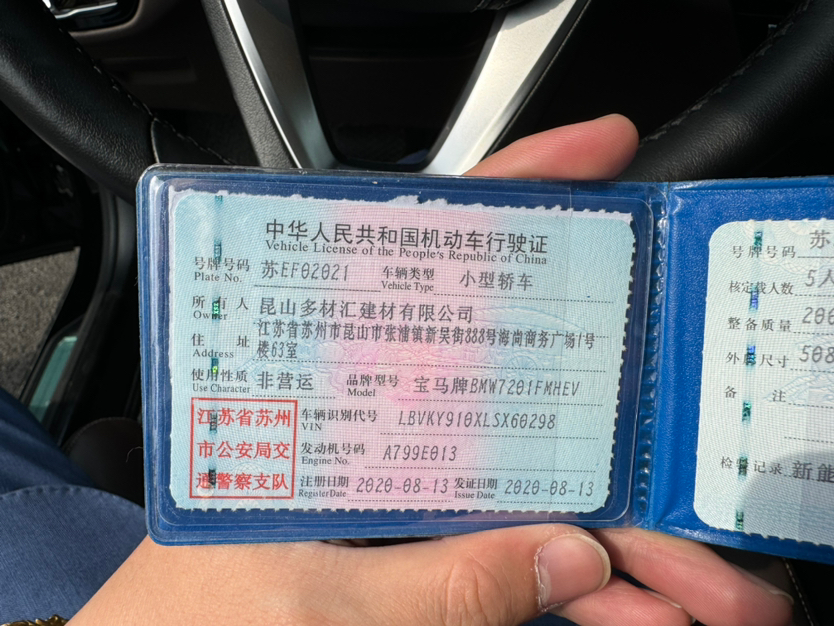 中华人民共和国机动车行驶证
Vehicle License of the People's Republic of China
号牌号码 苏EF02021 车辆类型 小型轿车
Plate No. Vehicle Type
所有人 昆山多材汇建材有限公司
Owner
江苏省苏州市昆山市张浦镇新吴街888号海尚商务广场1号
住址 楼63室
Address
使用性质 非营运 品牌型号 宝马牌BMW7201FMHEV
Use Character Model
江苏省苏州
市公安局交
通警察支队
车辆识别代号 LBVKY910XLSX60298
VIN
发动机号码 A799E013
Engine No.
注册日期 2020-08-13 发证日期 2020-08-13
Register Date Issue Date
号牌号码 苏
核定载人数 5人
整备质量
外廓尺寸 508
备注
检验记录 新能